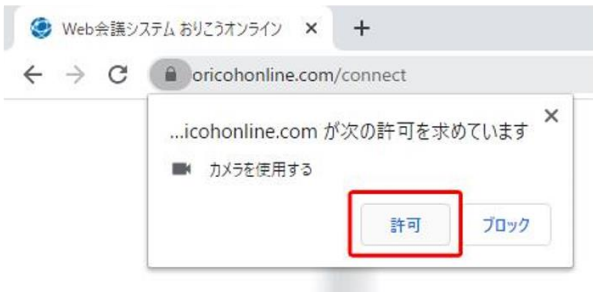 Web会議システム おりこうオンライン
oricohonline.com/connect
...icohonline.com が次の許可を求めています
カメラを使用する
許可 ブロック